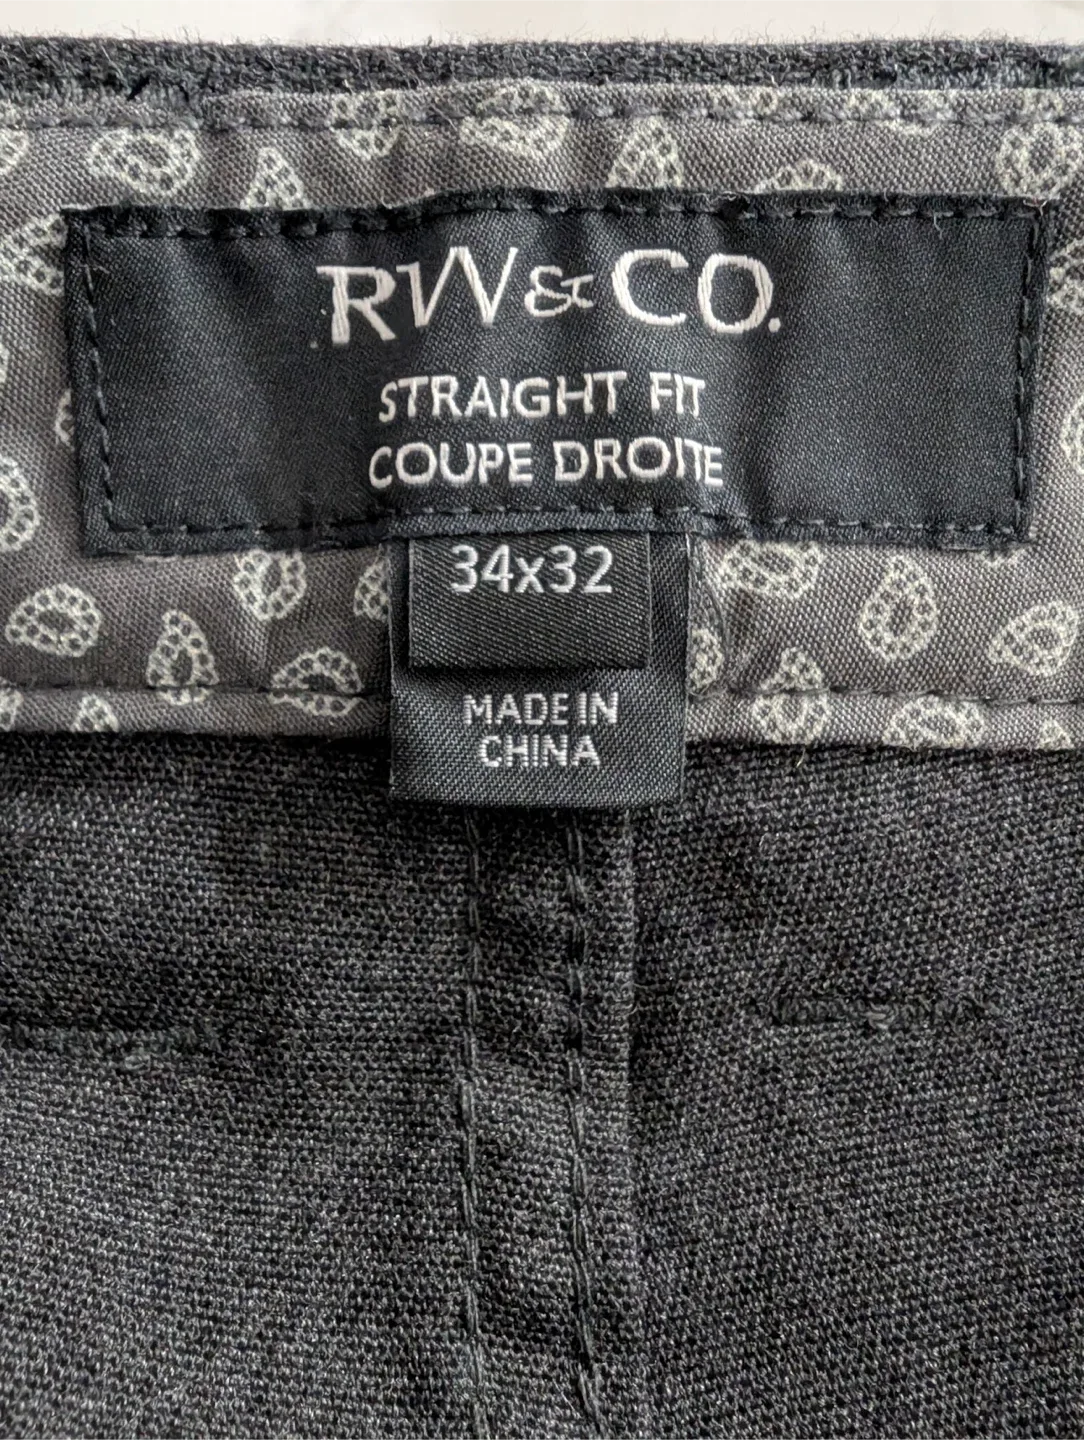 RW&CO.
STRAIGHT FIT
COUPE DROITE
34x32
MADE IN
CHINA